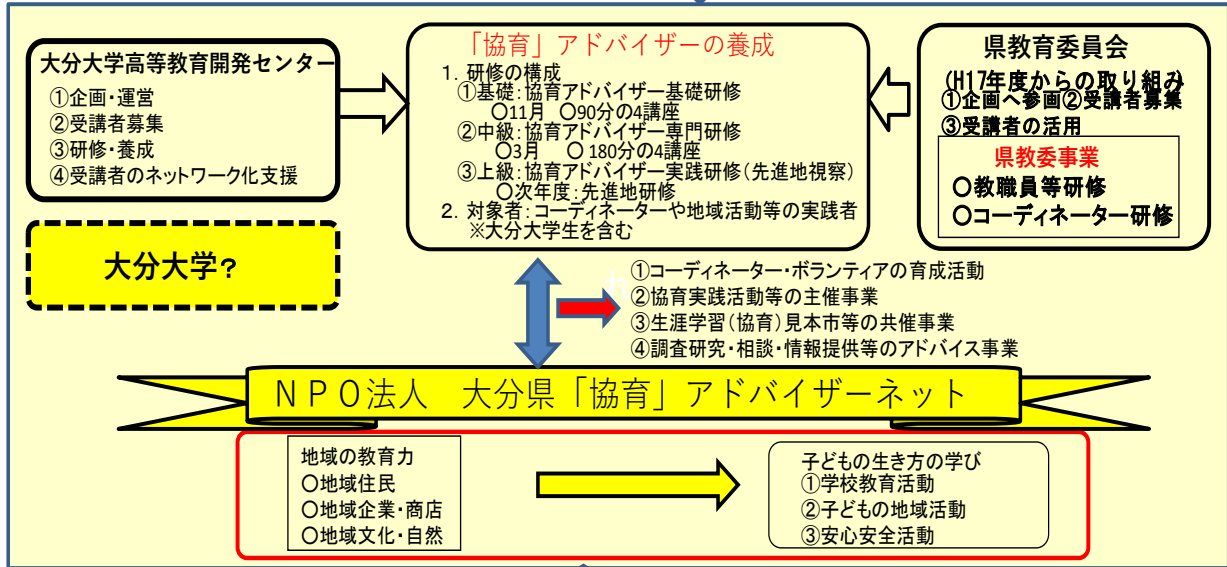 大分大学高等教育開発センター
①企画・運営
②受講者募集
③研修・養成
④受講者のネットワーク化支援
大分大学？
「協育」アドバイザーの養成
1．研修の構成
①基礎：協育アドバイザー基礎研修
○11月　○90分の4講座
②中級：協育アドバイザー専門研修
○3月　○180分の4講座
③上級：協育アドバイザー実践研修（先進地視察）
○次年度：先進地研修
2．対象者：コーディネーターや地域活動等の実践者
※大分大学生を含む
県教育委員会
(H17年度からの取り組み)
①企画へ参画②受講者募集
③受講者の活用
県教委事業
○教職員等研修
○コーディネーター研修
①コーディネーター・ボランティアの育成活動
②協育実践活動等の主催事業
③生涯学習（協育）見本市等の共催事業
④調査研究・相談・情報提供等のアドバイス事業
ＮＰＯ法人　大分県「協育」アドバイザーネット
地域の教育力
○地域住民
○地域企業・商店
○地域文化・自然
子どもの生き方の学び
①学校教育活動
②子どもの地域活動
③安心安全活動